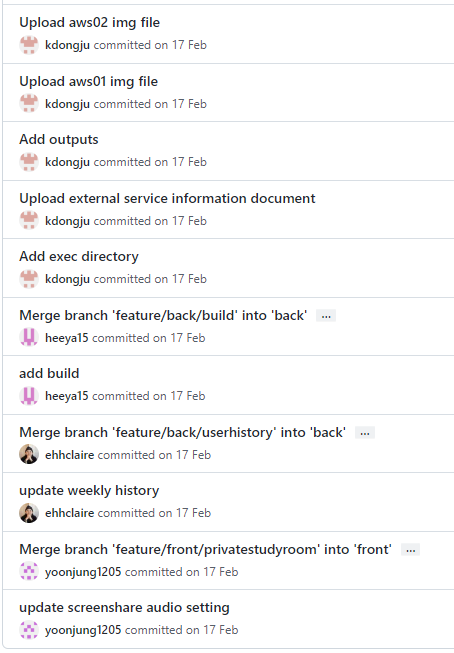 Upload aws02 img file
kdongju committed on 17 Feb
Upload aws01 img file
kdongju committed on 17 Feb
Add outputs
kdongju committed on 17 Feb
Upload external service information document
kdongju committed on 17 Feb
Add exec directory
kdongju committed on 17 Feb
Merge branch 'feature/back/build' into 'back' ...
heeya15 committed on 17 Feb
add build
heeya15 committed on 17 Feb
Merge branch 'feature/back/userhistory' into 'back' ...
ehhclaire committed on 17 Feb
update weekly history
ehhclaire committed on 17 Feb
Merge branch 'feature/front/privatestudyroom' into 'front' ...
yoonjung1205 committed on 17 Feb
update screenshare audio setting
yoonjung1205 committed on 17 Feb